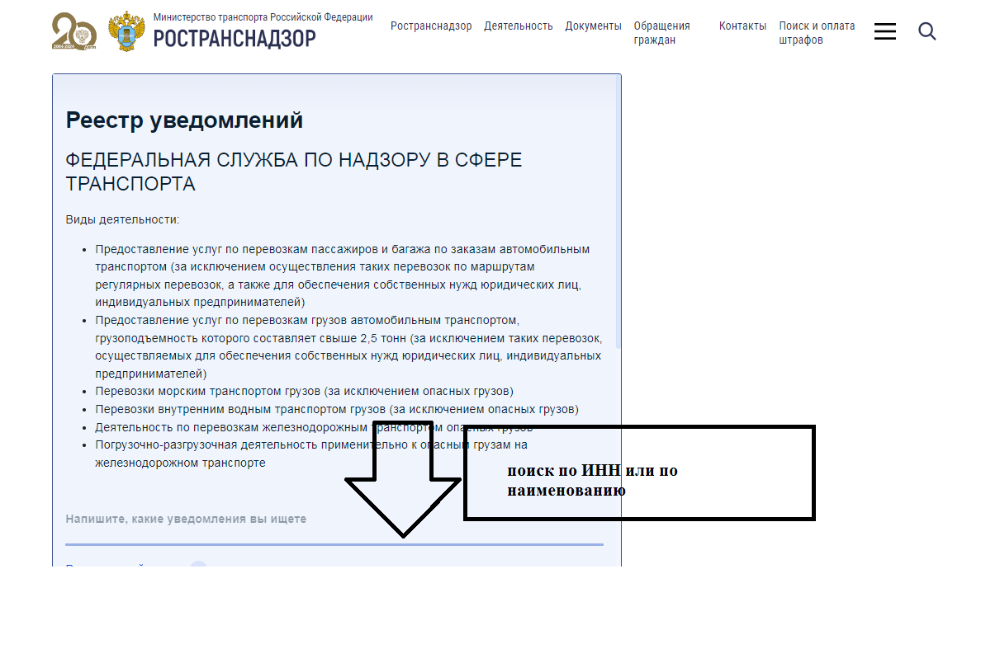 Министерство транспорта Российской Федерации
РОСТРАНСНАДЗОР
20
2004-2024 лет
Ространснадзор Деятельность Документы Обращения граждан Контакты Поиск и оплата штрафов
Реестр уведомлений
ФЕДЕРАЛЬНАЯ СЛУЖБА ПО НАДЗОРУ В СФЕРЕ
ТРАНСПОРТА
Виды деятельности:
• Предоставление услуг по перевозкам пассажиров и багажа по заказам автомобильным
транспортом (за исключением осуществления таких перевозок по маршрутам
регулярных перевозок, а также для обеспечения собственных нужд юридических лиц,
индивидуальных предпринимателей)
• Предоставление услуг по перевозкам грузов автомобильным транспортом,
грузоподъемность которого составляет свыше 2,5 тонн (за исключением таких перевозок,
осуществляемых для обеспечения собственных нужд юридических лиц, индивидуальных
предпринимателей)
• Перевозки морским транспортом грузов (за исключением опасных грузов)
• Перевозки внутренним водным транспортом грузов (за исключением опасных грузов)
• Деятельность по перевозкам железнодорожным транспортом опасных грузов
• Погрузочно-разгрузочная деятельность применительно к опасным грузам на
железнодорожном транспорте
поиск по ИНН или по
наименованию
Напишите, какие уведомления вы ищете